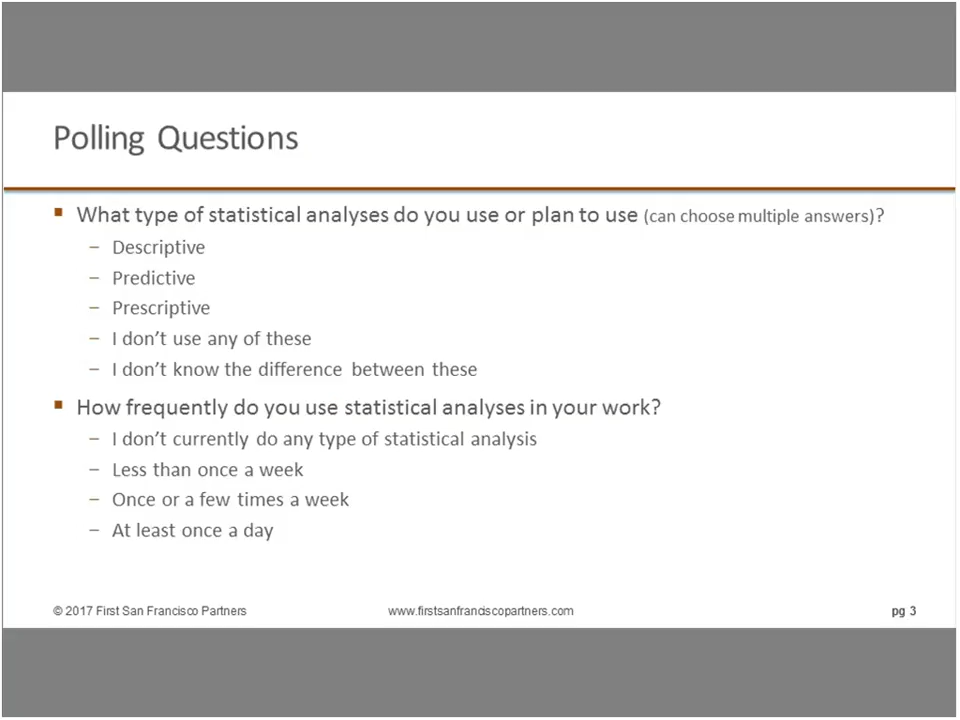 Polling Questions
▪ What type of statistical analyses do you use or plan to use (can choose multiple answers)?
– Descriptive
– Predictive
– Prescriptive
– I don’t use any of these
– I don’t know the difference between these
▪ How frequently do you use statistical analyses in your work?
– I don’t currently do any type of statistical analysis
– Less than once a week
– Once or a few times a week
– At least once a day
© 2017 First San Francisco Partners www.firstsanfranciscopartners.com pg 3